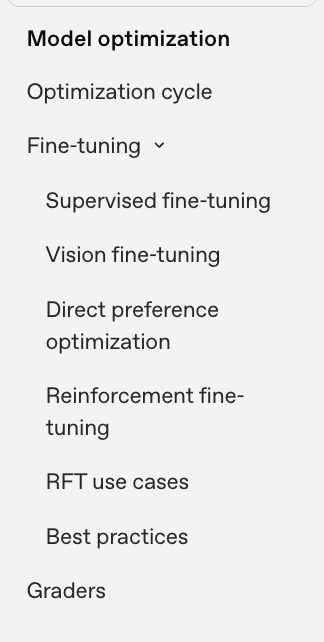 Model optimization
Optimization cycle
Fine-tuning
Supervised fine-tuning
Vision fine-tuning
Direct preference
optimization
Reinforcement fine-
tuning
RFT use cases
Best practices
Graders